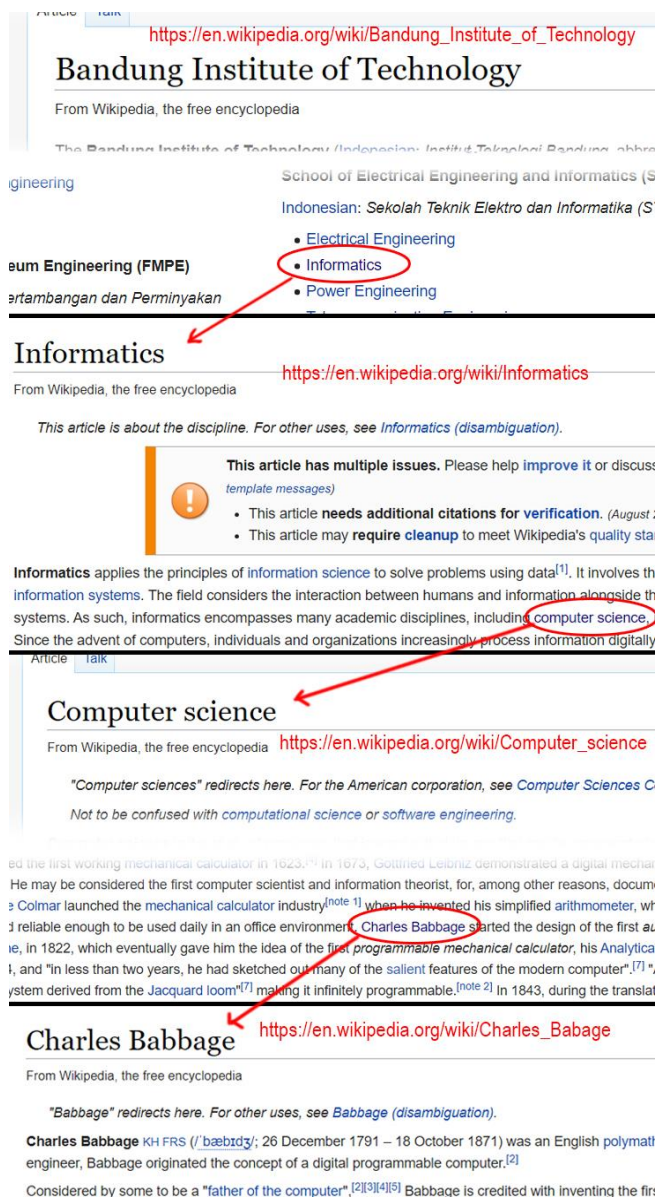 Article Talk
https://en.wikipedia.org/wiki/Bandung_Institute_of_Technology
Bandung Institute of Technology
From Wikipedia, the free encyclopedia
The Bandung Institute of Technology (Indonesian: Institut Teknologi Bandung, abbre
ngineering
School of Electrical Engineering and Informatics (S
Indonesian: Sekolah Teknik Elektro dan Informatika (S
• Electrical Engineering
eum Engineering (FMPE)
• Informatics
ertambangan dan Perminyakan
• Power Engineering
Informatics
https://en.wikipedia.org/wiki/Informatics
From Wikipedia, the free encyclopedia
This article is about the discipline. For other uses, see Informatics (disambiguation).
This article has multiple issues. Please help improve it or discuss
template messages)
• This article needs additional citations for verification. (August
• This article may require cleanup to meet Wikipedia's quality sta
Informatics applies the principles of information science to solve problems using data[1]. It involves th
information systems. The field considers the interaction between humans and information alongside th
systems. As such, informatics encompasses many academic disciplines, including computer science,
Since the advent of computers, individuals and organizations increasingly process information digitally
Article Talk
Computer science
From Wikipedia, the free encyclopedia https://en.wikipedia.org/wiki/Computer_science
"Computer sciences" redirects here. For the American corporation, see Computer Sciences C
Not to be confused with computational science or software engineering.
ed the first working mechanical calculator in 1623. In 1673, Gottfried Leibniz demonstrated a digital mechan
He may be considered the first computer scientist and information theorist, for, among other reasons, docum
e Colmar launched the mechanical calculator industry[note 1] when he invented his simplified arithmometer, wh
d reliable enough to be used daily in an office environment. Charles Babbage started the design of the first au
ne, in 1822, which eventually gave him the idea of the first programmable mechanical calculator, his Analytica
, and "in less than two years, he had sketched out many of the salient features of the modern computer".[7] "
ystem derived from the Jacquard loom"[7] making it infinitely programmable.[note 2] In 1843, during the translat
Charles Babbage
https://en.wikipedia.org/wiki/Charles_Babage
From Wikipedia, the free encyclopedia
"Babbage" redirects here. For other uses, see Babbage (disambiguation).
Charles Babbage KH FRS (/ˈbæbɪdʒ/; 26 December 1791 – 18 October 1871) was an English polymath
engineer, Babbage originated the concept of a digital programmable computer.[2]
Considered by some to be a "father of the computer",[2][3][4][5] Babbage is credited with inventing the firs